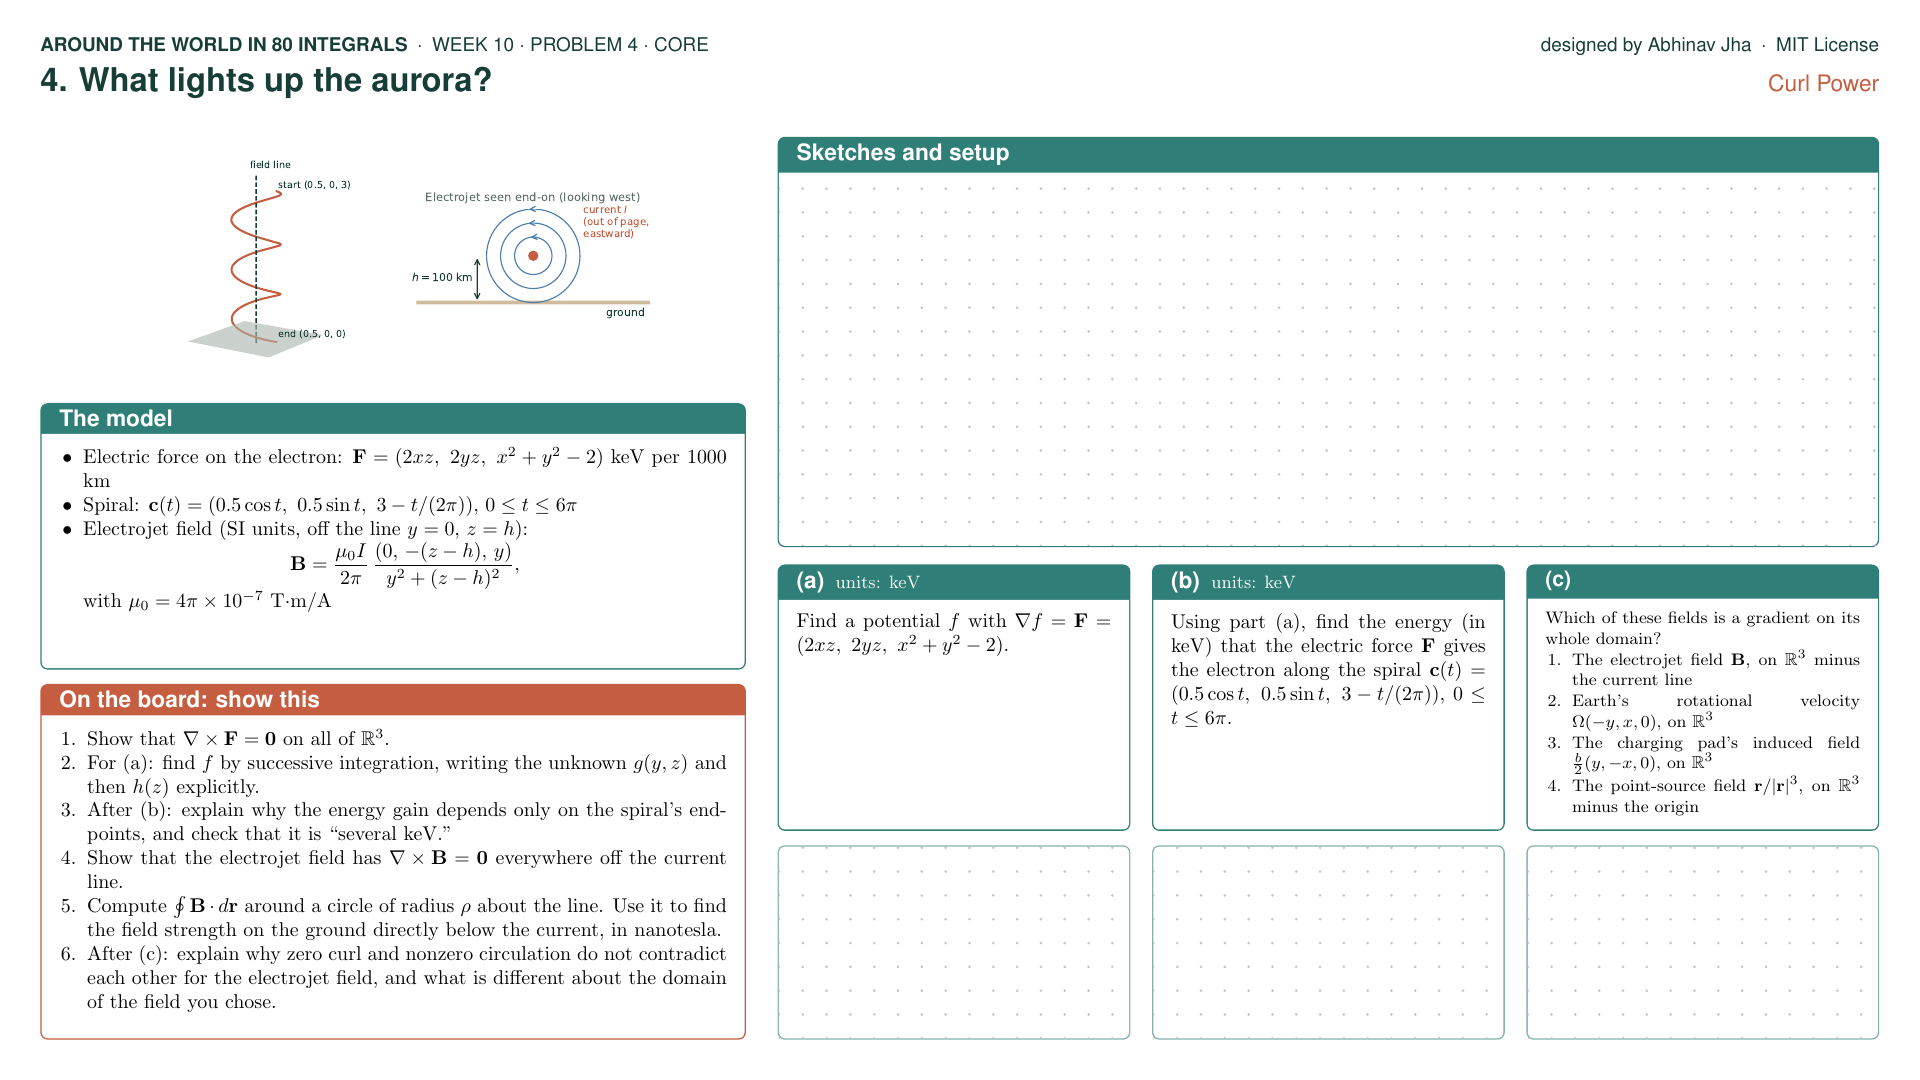 AROUND THE WORLD IN 80 INTEGRALS · WEEK 10 · PROBLEM 4 · CORE
designed by Abhinav Jha · MIT License
4. What lights up the aurora?
Curl Power
field line
start (0.5, 0, 3)
end (0.5, 0, 0)
Electrojet seen end-on (looking west)
current I
(out of page,
eastward)
h = 100 km
ground
The model
• Electric force on the electron: F = (2xz, 2yz, x² + y² − 2) keV per 1000
km
• Spiral: c(t) = (0.5 cos t, 0.5 sin t, 3 − t/(2π)), 0 ≤ t ≤ 6π
• Electrojet field (SI units, off the line y = 0, z = h):
B = μ₀I/2π (0, −(z − h), y)/y² + (z − h)²,
with μ₀ = 4π × 10⁻⁷ T·m/A
On the board: show this
1. Show that ∇ × F = 0 on all of ℝ³.
2. For (a): find f by successive integration, writing the unknown g(y, z) and
then h(z) explicitly.
3. After (b): explain why the energy gain depends only on the spiral's end-
points, and check that it is “several keV.”
4. Show that the electrojet field has ∇ × B = 0 everywhere off the current
line.
5. Compute ∮ B · dr around a circle of radius ρ about the line. Use it to find
the field strength on the ground directly below the current, in nanotesla.
6. After (c): explain why zero curl and nonzero circulation do not contradict
each other for the electrojet field, and what is different about the domain
of the field you chose.
Sketches and setup
(a) units: keV
Find a potential f with ∇f = F =
(2xz, 2yz, x² + y² − 2).
(b) units: keV
Using part (a), find the energy (in
keV) that the electric force F gives
the electron along the spiral c(t) =
(0.5 cos t, 0.5 sin t, 3 − t/(2π)), 0 ≤
t ≤ 6π.
(c)
Which of these fields is a gradient on its
whole domain?
1. The electrojet field B, on ℝ³ minus
the current line
2. Earth's rotational velocity
Ω(−y, x, 0), on ℝ³
3. The charging pad's induced field
b/2(y, −x, 0), on ℝ³
4. The point-source field r/|r|³, on ℝ³
minus the origin